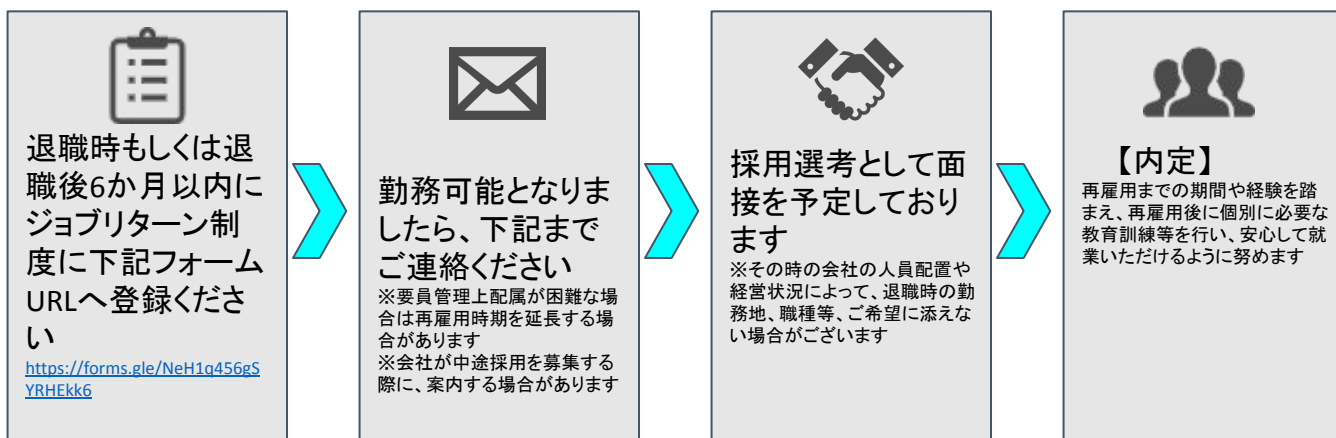 退職時もしくは退
職後6か月以内に
ジョブリターン制
度に下記フォーム
URLへ登録くださ
い
https://forms.gle/NeH1q456gS
YRHEkk6
勤務可能となりま
したら、下記まで
ご連絡ください
※要員管理上配属が困難な場
合は再雇用時期を延長する場
合があります
※会社が中途採用を募集する
際に、案内する場合があります
採用選考として面
接を予定しており
ます
※その時の会社の人員配置や
経営状況によって、退職時の勤
務地、職種等、ご希望に添えな
い場合がございます
【内定】
再雇用までの期間や経験を踏
まえ、再雇用後に個別に必要な
教育訓練等を行い、安心して就
業いただけるように努めます